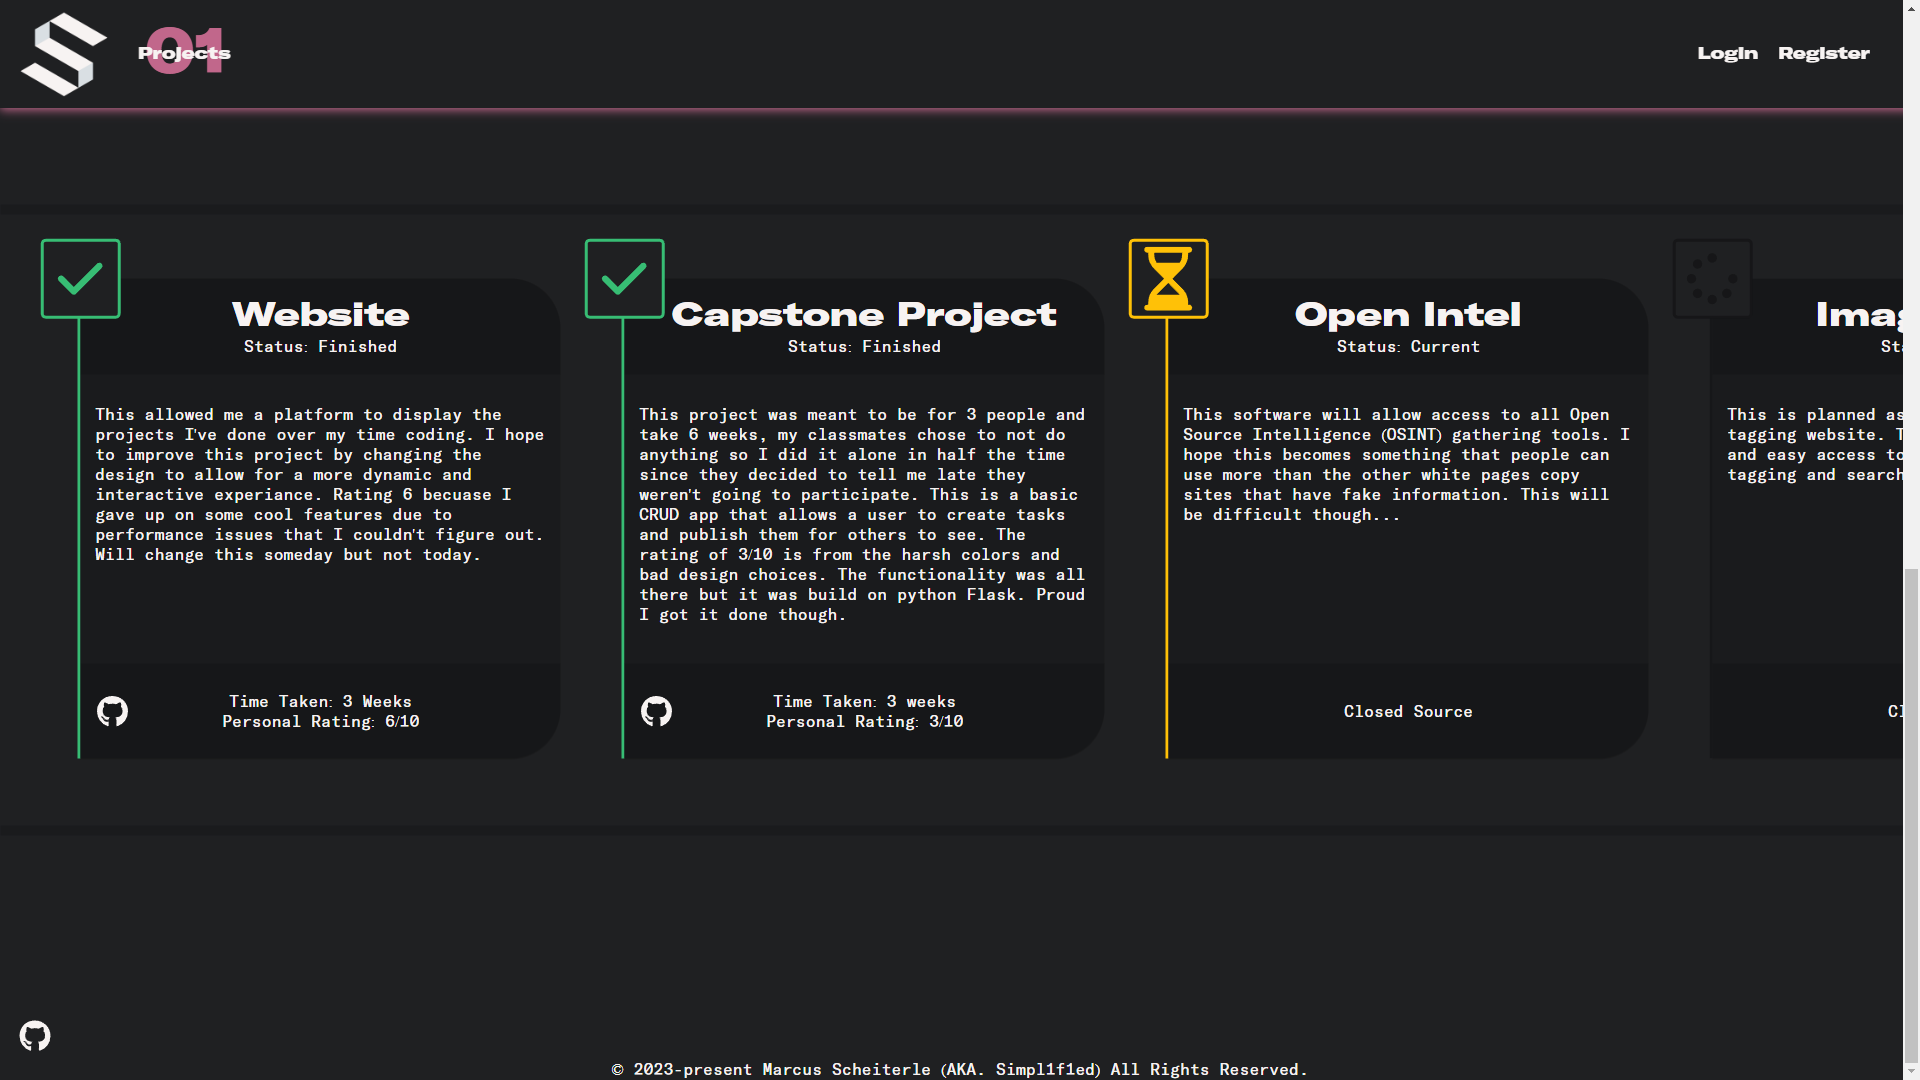 01
Projects
Login Register
Website
Status: Finished
This allowed me a platform to display the
projects I've done over my time coding. I hope
to improve this project by changing the
design to allow for a more dynamic and
interactive experiance. Rating 6 becuase I
gave up on some cool features due to
performance issues that I couldn't figure out.
Will change this someday but not today.
Time Taken: 3 Weeks
Personal Rating: 6/10
Capstone Project
Status: Finished
This project was meant to be for 3 people and
take 6 weeks, my classmates chose to not do
anything so I did it alone in half the time
since they decided to tell me late they
weren't going to participate. This is a basic
CRUD app that allows a user to create tasks
and publish them for others to see. The
rating of 3/10 is from the harsh colors and
bad design choices. The functionality was all
there but it was build on python Flask. Proud
I got it done though.
Time Taken: 3 weeks
Personal Rating: 3/10
Open Intel
Status: Current
This software will allow access to all Open
Source Intelligence (OSINT) gathering tools. I
hope this becomes something that people can
use more than the other white pages copy
sites that have fake information. This will
be difficult though...
Closed Source
This is planned as
tagging website.
and easy access to
tagging and search
© 2023-present Marcus Scheiterle (AKA. Simpl1f1ed) All Rights Reserved.